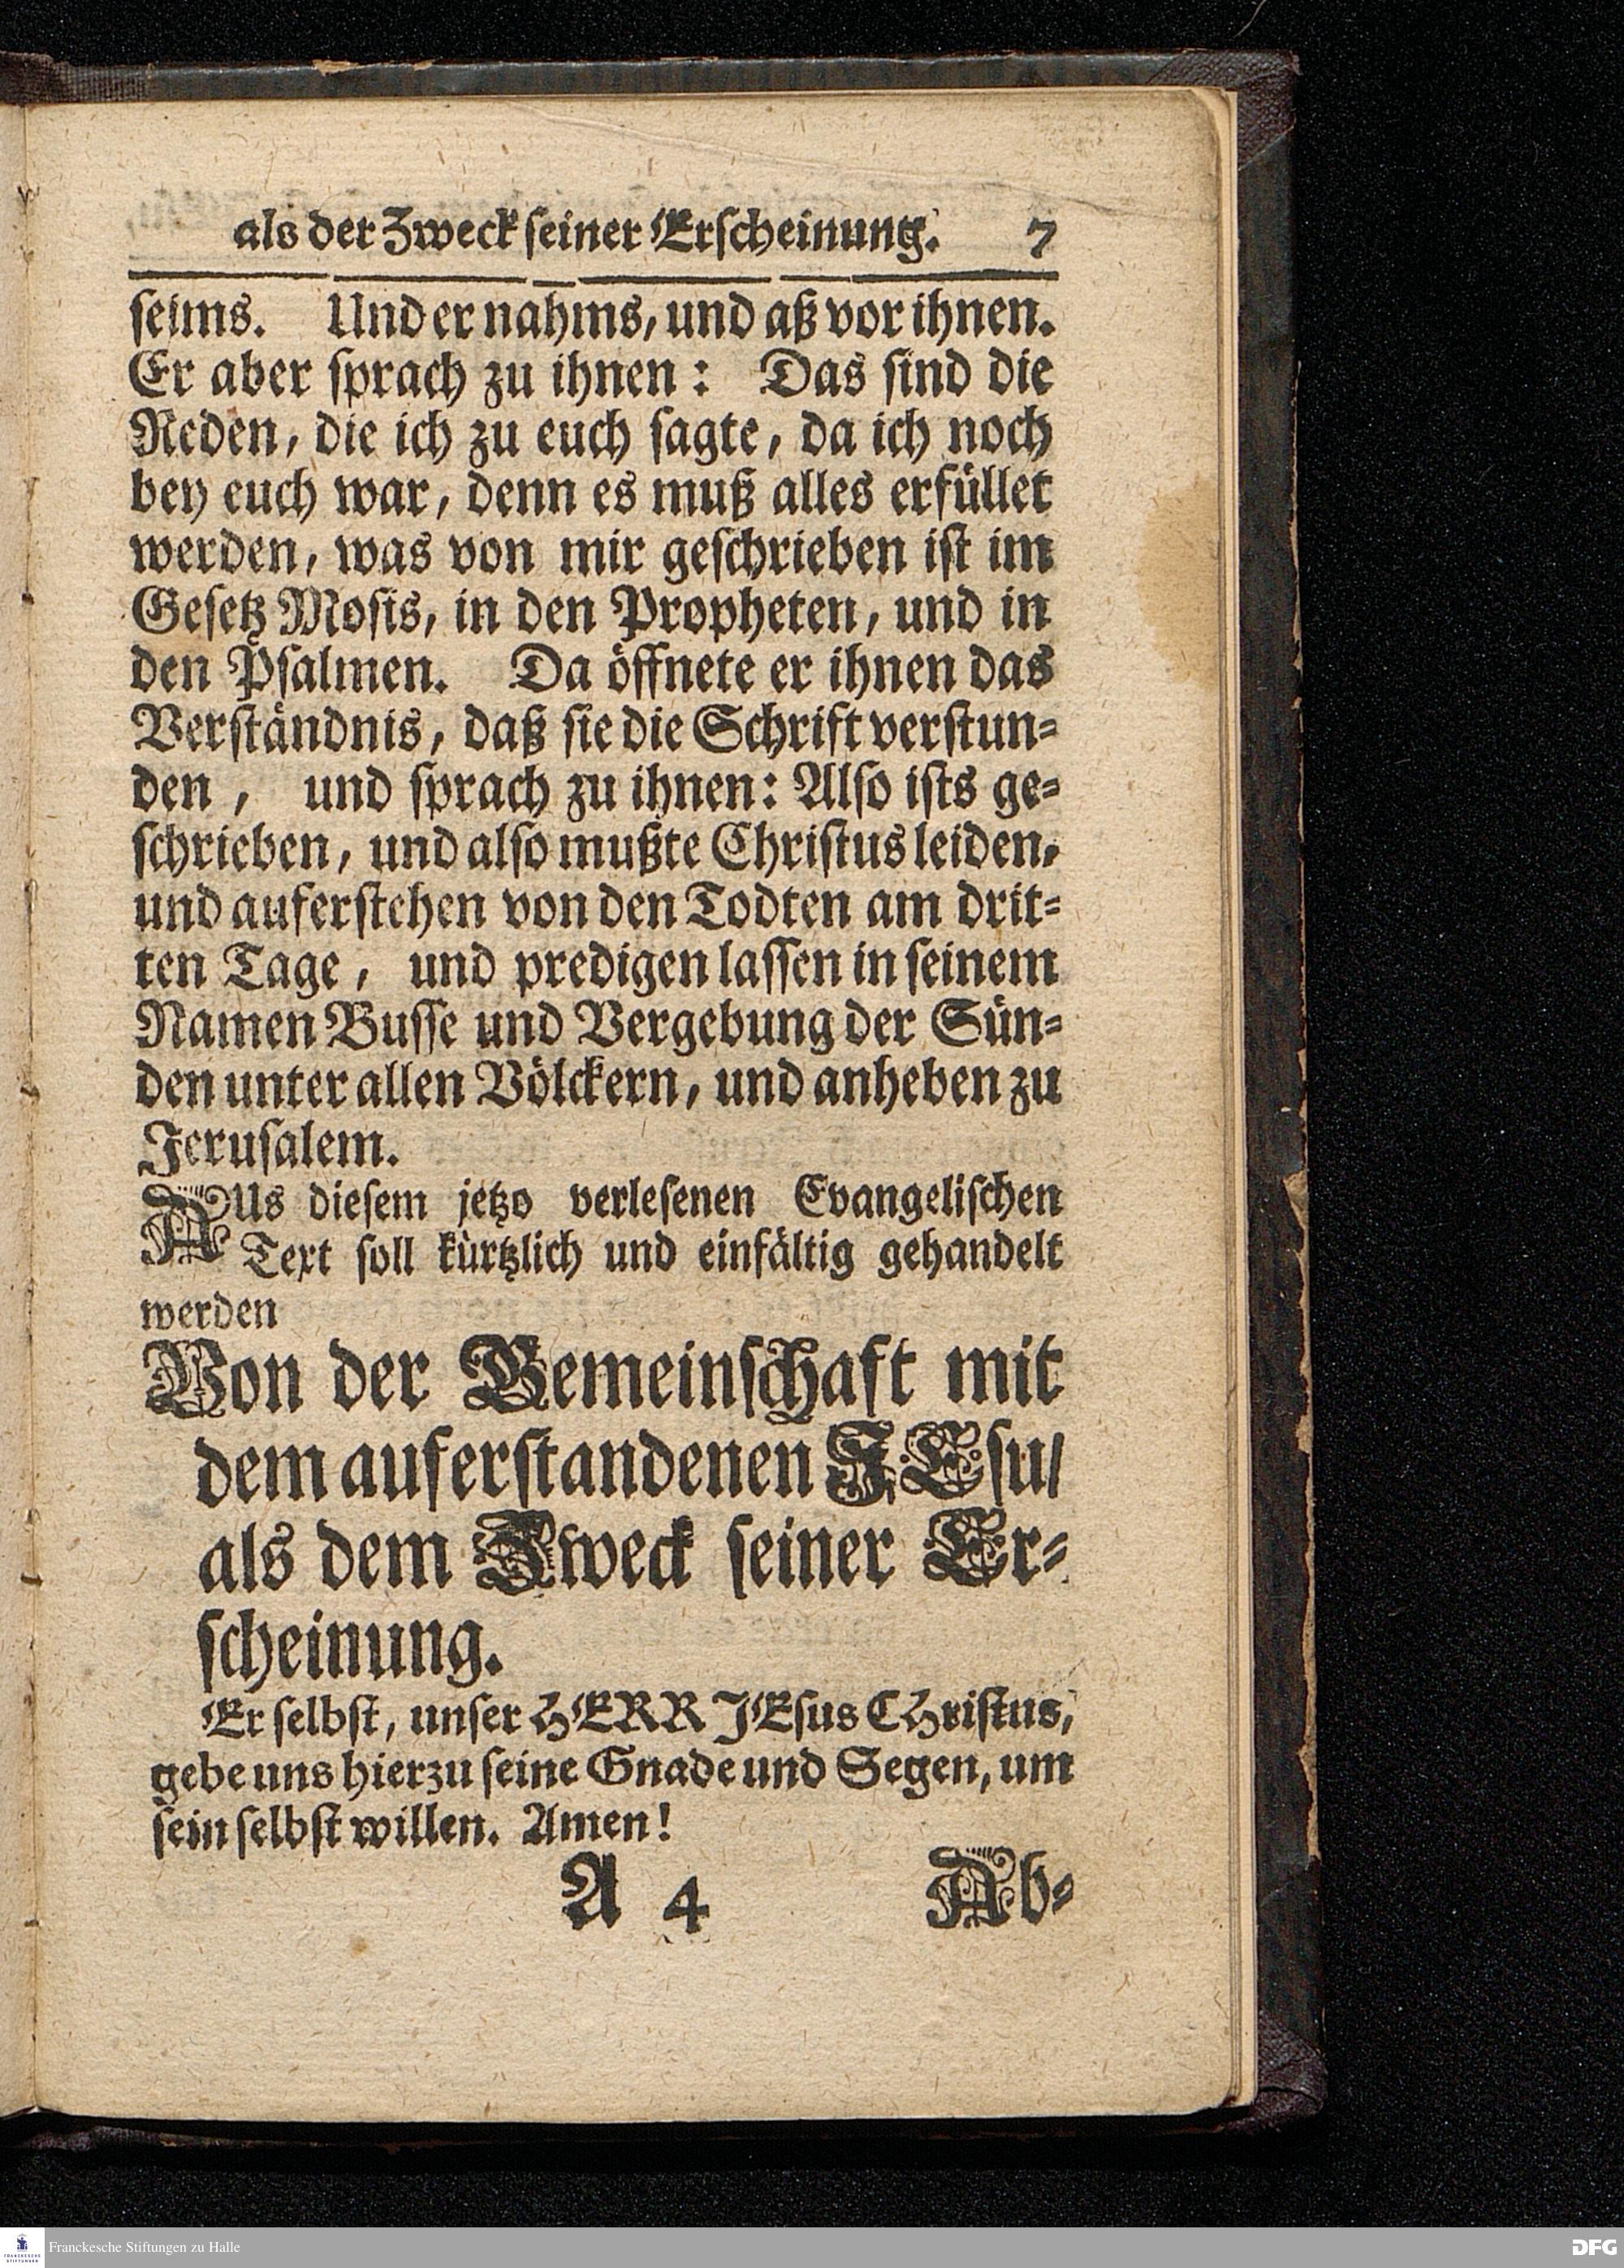 als der Zweck seiner Erscheinung. 7
seims. Und er nahms, und aß vor ihnen.
Er aber sprach zu ihnen: Das sind die
Reden, die ich zu euch sagte, da ich noch
bey euch war, denn es muß alles erfüllet
werden, was von mir geschrieben ist im
Gesetz Mosis, in den Propheten, und in
den Psalmen. Da öffnete er ihnen das
Verständnis, daß sie die Schrift verstun-
den, und sprach zu ihnen: Also ists ge-
schrieben, und also mußte Christus leiden,
und auferstehen von den Todten am drit-
ten Tage, und predigen lassen in seinem
Namen Busse und Vergebung der Sün-
den unter allen Völckern, und anheben zu
Jerusalem.
AUs diesem jetzo verlesenen Evangelischen
Text soll kürtzlich und einfältig gehandelt
werden
Von der Gemeinschaft mit
dem auferstandenen JEsu/
als dem Zweck seiner Er-
scheinung.
Er selbst, unser HERR JEsus CHristus,
gebe uns hierzu seine Gnade und Segen, um
sein selbst willen. Amen!
A 4 Ab-
FRANCKESCHE STIFTUNGEN
Franckesche Stiftungen zu Halle
DFG